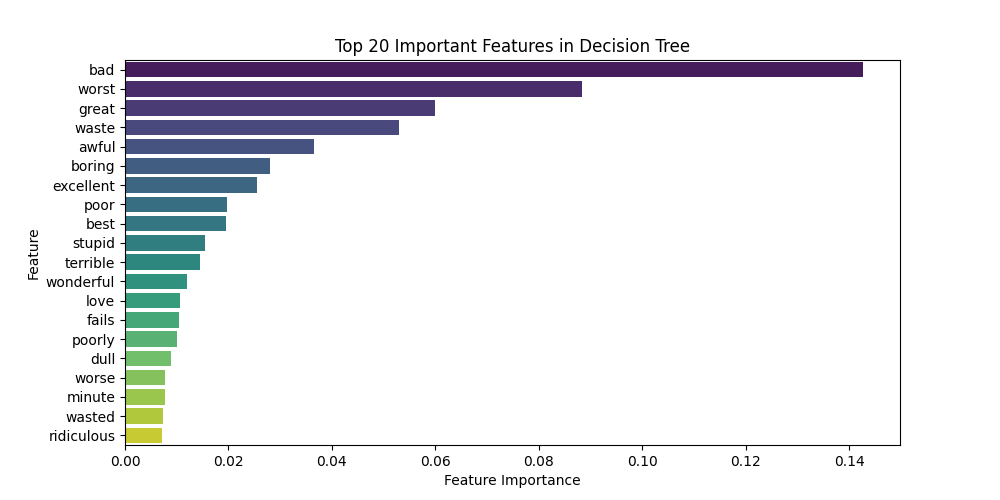 Top 20 Important Features in Decision Tree
Feature
bad
worst
great
waste
awful
boring
excellent
poor
best
stupid
terrible
wonderful
love
fails
poorly
dull
worse
minute
wasted
ridiculous
0.00 0.02 0.04 0.06 0.08 0.10 0.12 0.14
Feature Importance